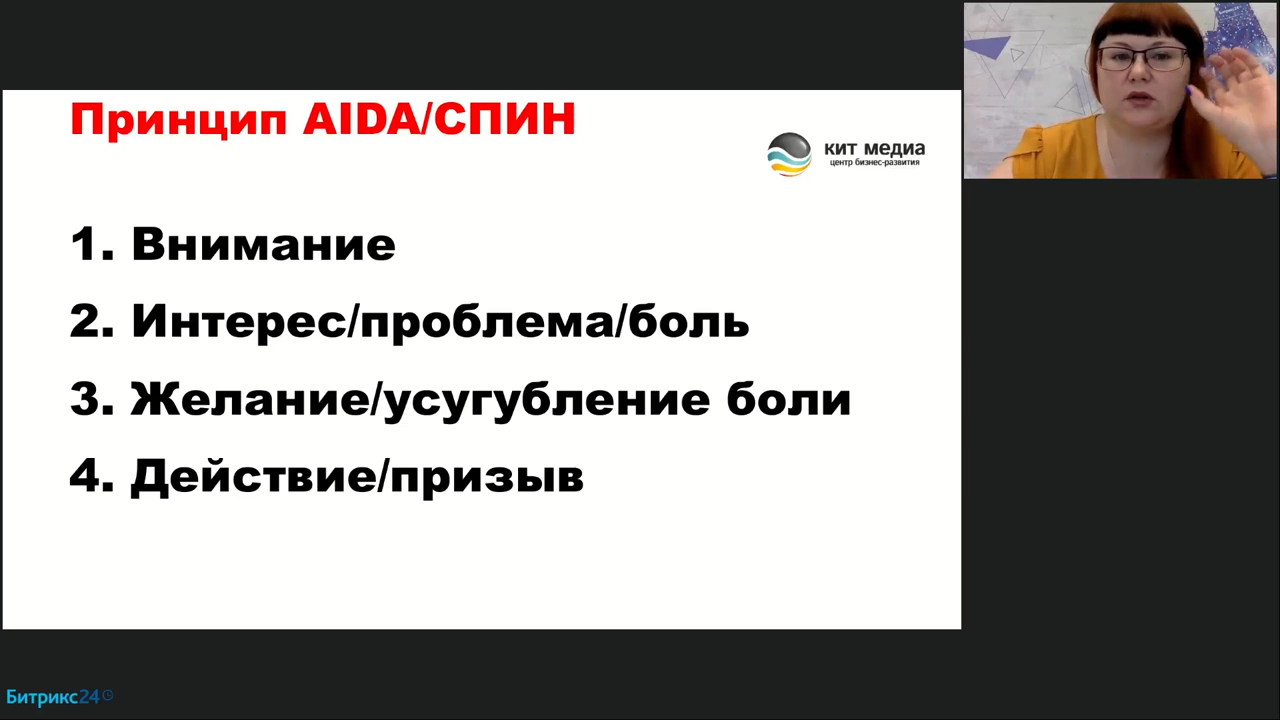 Принцип AIDA/СПИН
кит медиа
центр бизнес-развития
1. Внимание
2. Интерес/проблема/боль
3. Желание/усугубление боли
4. Действие/призыв
Битрикс24